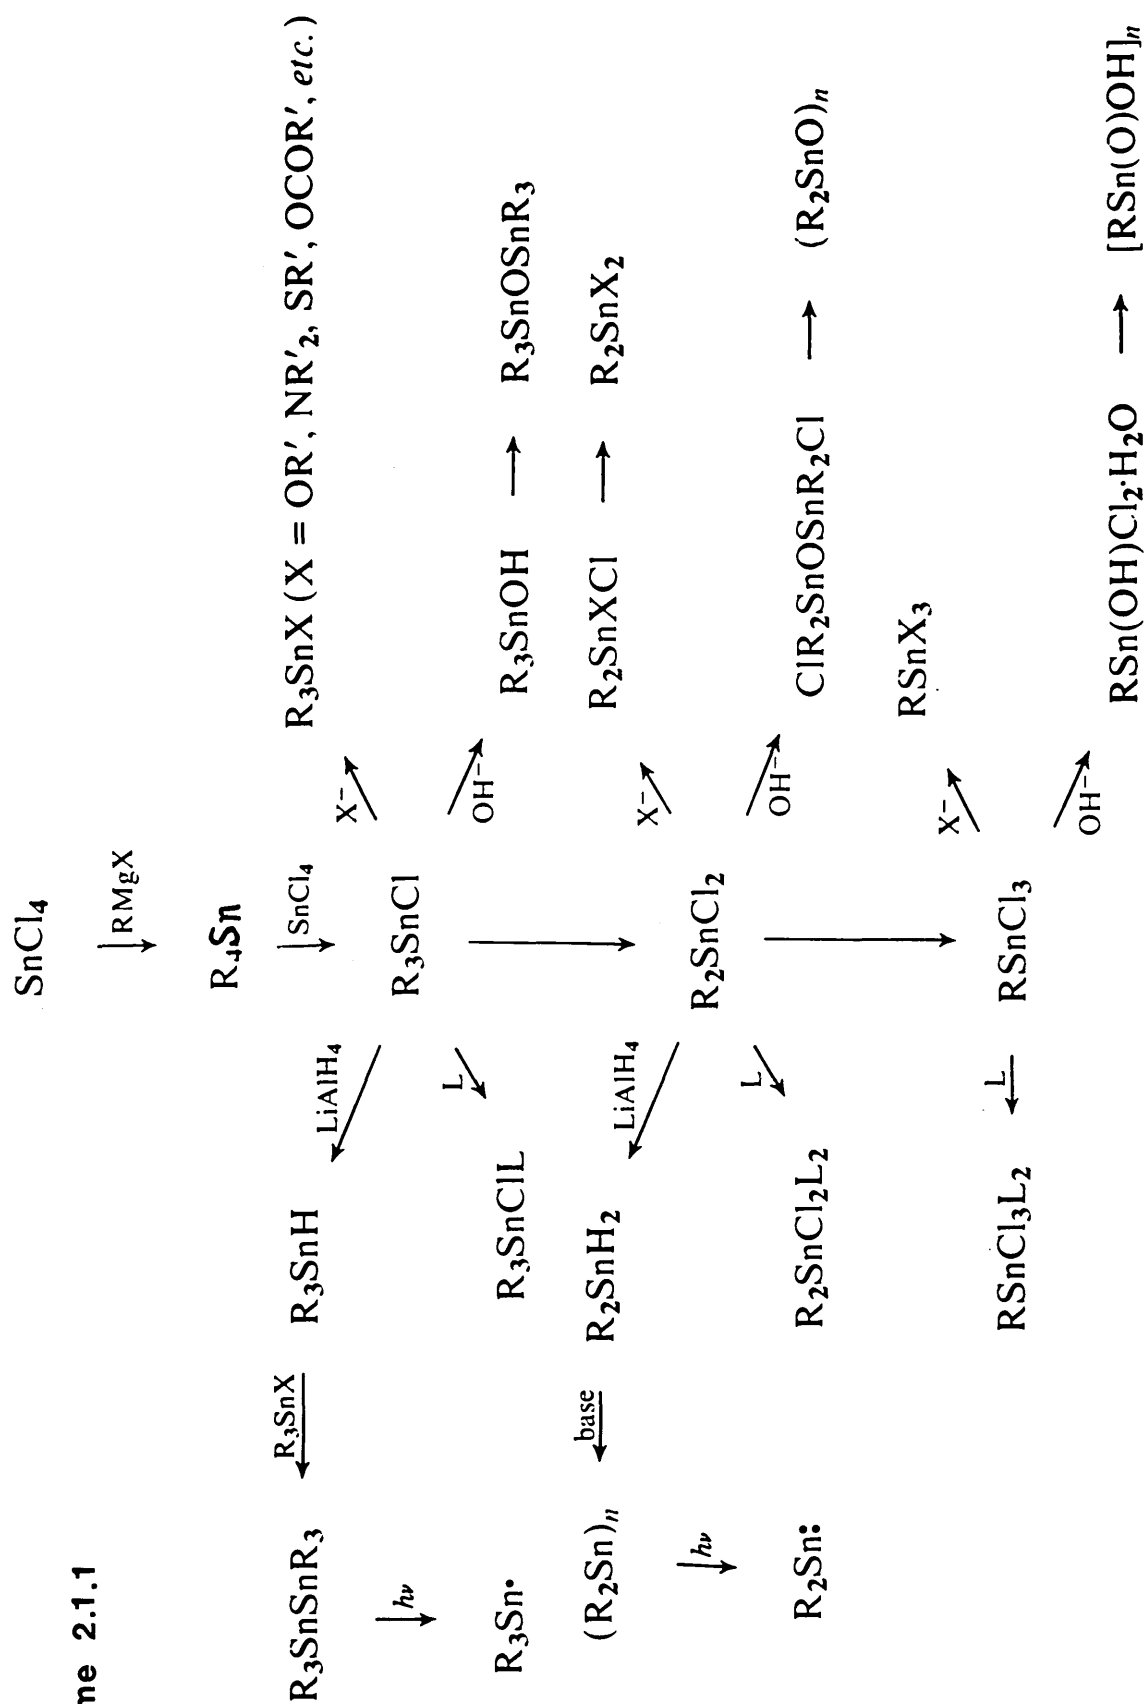 me 2.1.1
SnCl₄
↓ RMgX
R₄Sn
↓ SnCl₄
R₃SnSnR₃ ← R₃SnX R₃SnH
LiAlH₄
X⁻
R₃SnX (X = OR′, NR′₂, SR′, OCOR′, etc.)
R₃SnCl
↓ hν
L
OH⁻
R₃Sn•
R₃SnClL
R₃SnOH → R₃SnOSnR₃
(R₂Sn)ₙ ← base R₂SnH₂
LiAlH₄
X⁻
R₂SnXCl → R₂SnX₂
R₂SnCl₂
↓ hν
L
OH⁻
R₂Sn:
R₂SnCl₂L₂
ClR₂SnOSnR₂Cl → (R₂SnO)ₙ
X⁻
RSnX₃
RSnCl₃L₂ ← L RSnCl₃
OH⁻
RSn(OH)Cl₂·H₂O → [RSn(O)OH]ₙ